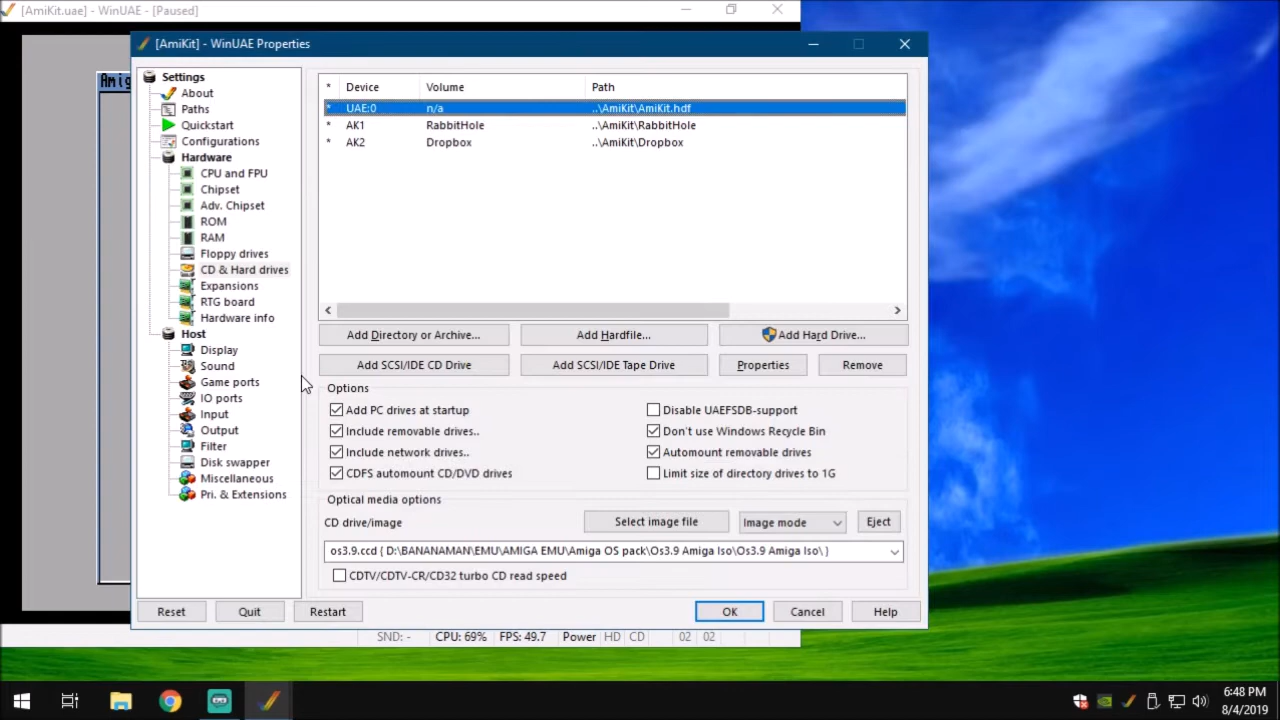 [AmiKit.uae] - WinUAE - [Paused]
[AmiKit] - WinUAE Properties
Amig
Settings
About
Paths
Quickstart
Configurations
Hardware
CPU and FPU
Chipset
Adv. Chipset
ROM
RAM
Floppy drives
CD & Hard drives
Expansions
RTG board
Hardware info
Host
Display
Sound
Game ports
IO ports
Input
Output
Filter
Disk swapper
Miscellaneous
Pri. & Extensions
* Device Volume Path
* UAE:0 n/a ..\AmiKit\AmiKit.hdf
* AK1 RabbitHole ..\AmiKit\RabbitHole
* AK2 Dropbox ..\AmiKit\Dropbox
Add Directory or Archive... Add Hardfile... Add Hard Drive...
Add SCSI/IDE CD Drive Add SCSI/IDE Tape Drive Properties Remove
Options
Add PC drives at startup Disable UAEFSDB-support
Include removable drives.. Don't use Windows Recycle Bin
Include network drives.. Automount removable drives
CDFS automount CD/DVD drives Limit size of directory drives to 1G
Optical media options
CD drive/image Select image file Image mode Eject
os3.9.ccd { D:\BANANAMAN\EMU\AMIGA EMU\Amiga OS pack\Os3.9 Amiga Iso\Os3.9 Amiga Iso\ }
CDTV/CDTV-CR/CD32 turbo CD read speed
Reset Quit Restart OK Cancel Help
SND: - CPU: 69% FPS: 49.7 Power HD CD 02 02
6:48 PM
8/4/2019